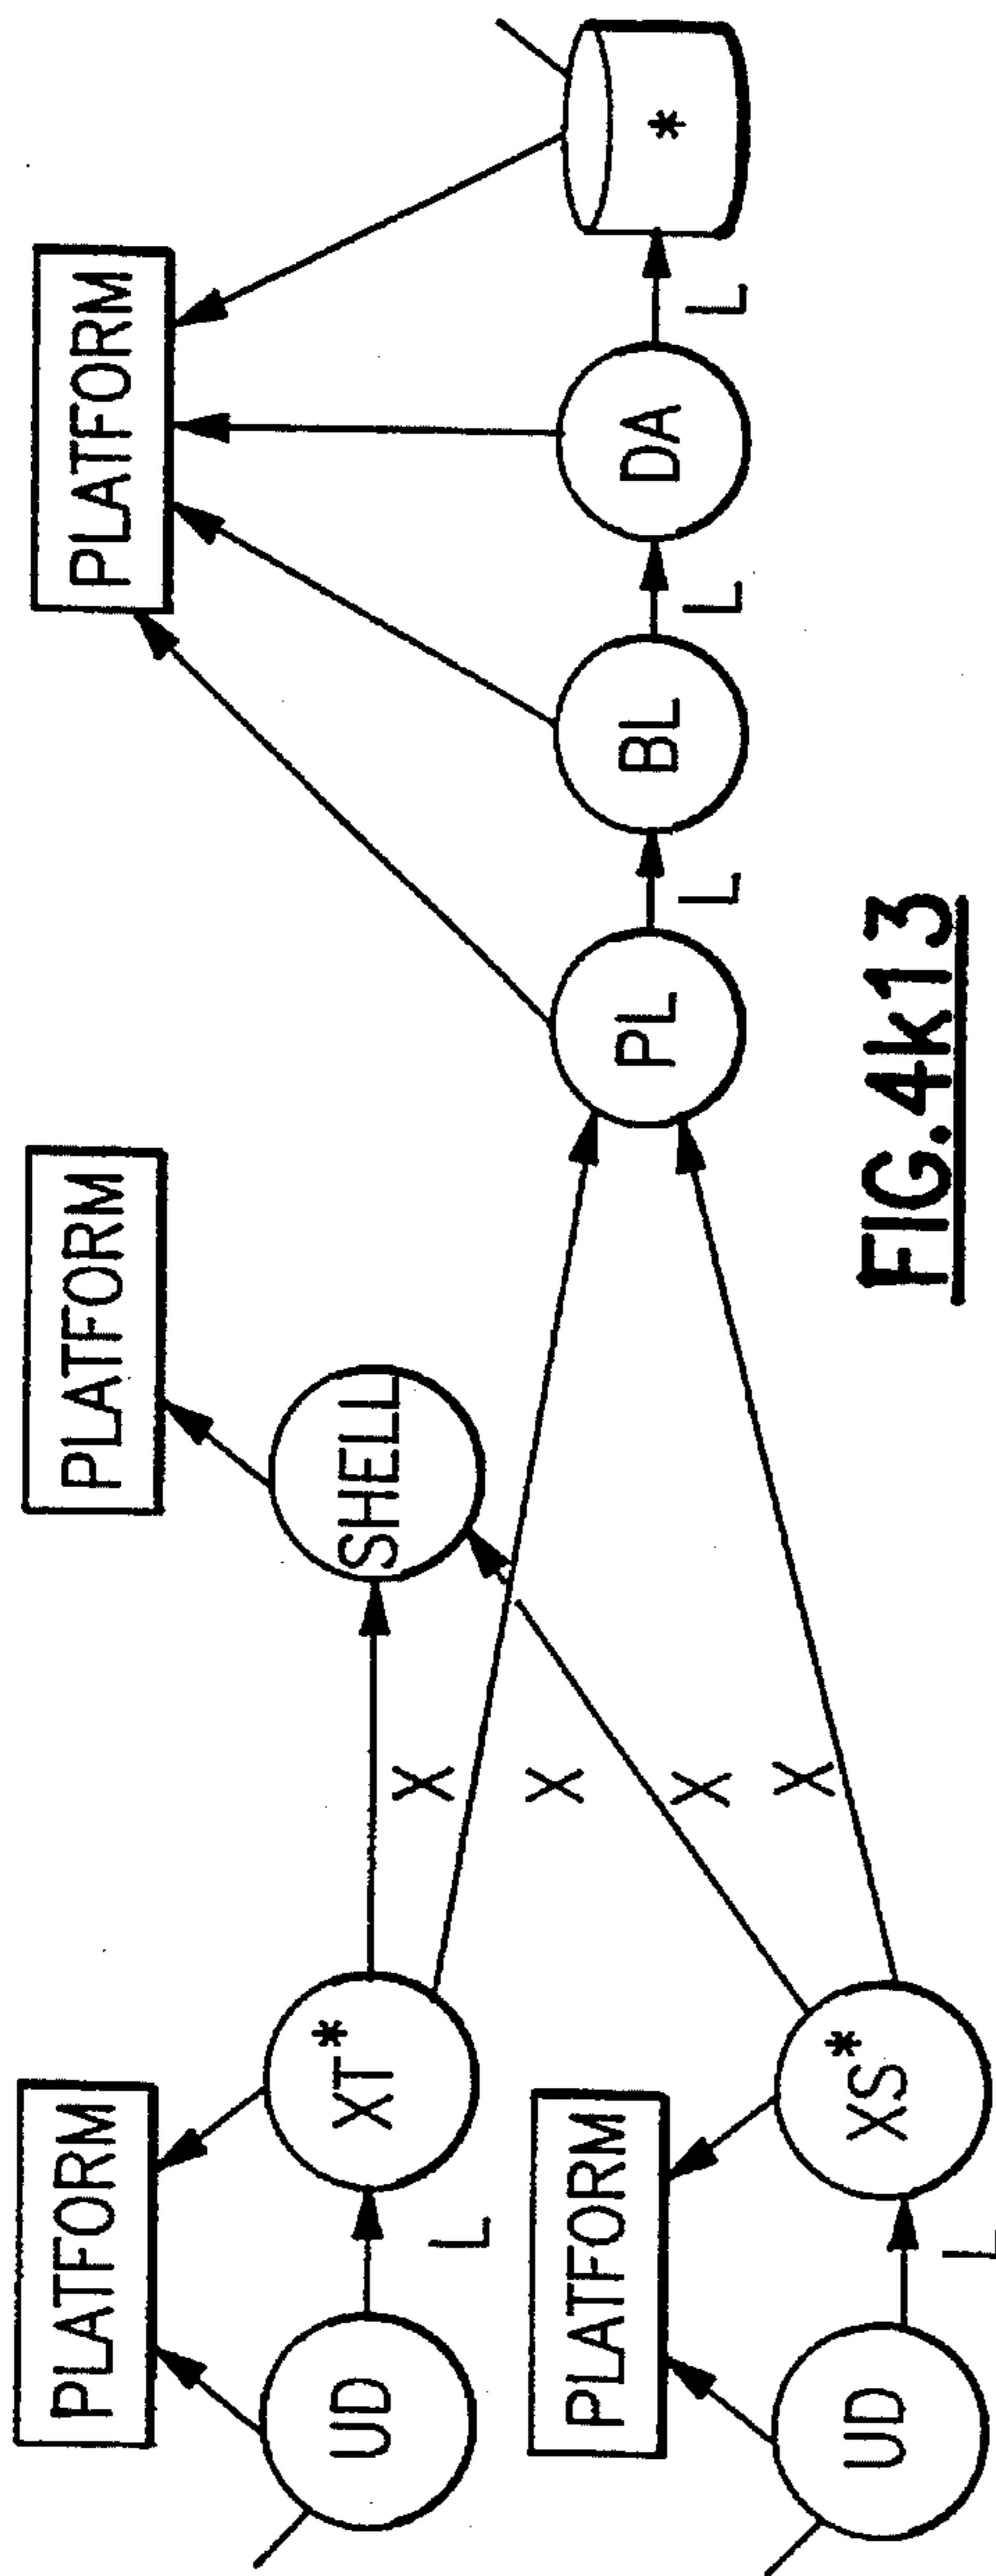 PLATFORM
PLATFORM
PLATFORM
UD
L
XT*
SHELL
X
X
X
X
PL
L
BL
L
DA
L
*
PLATFORM
UD
L
XS*
FIG.4k13